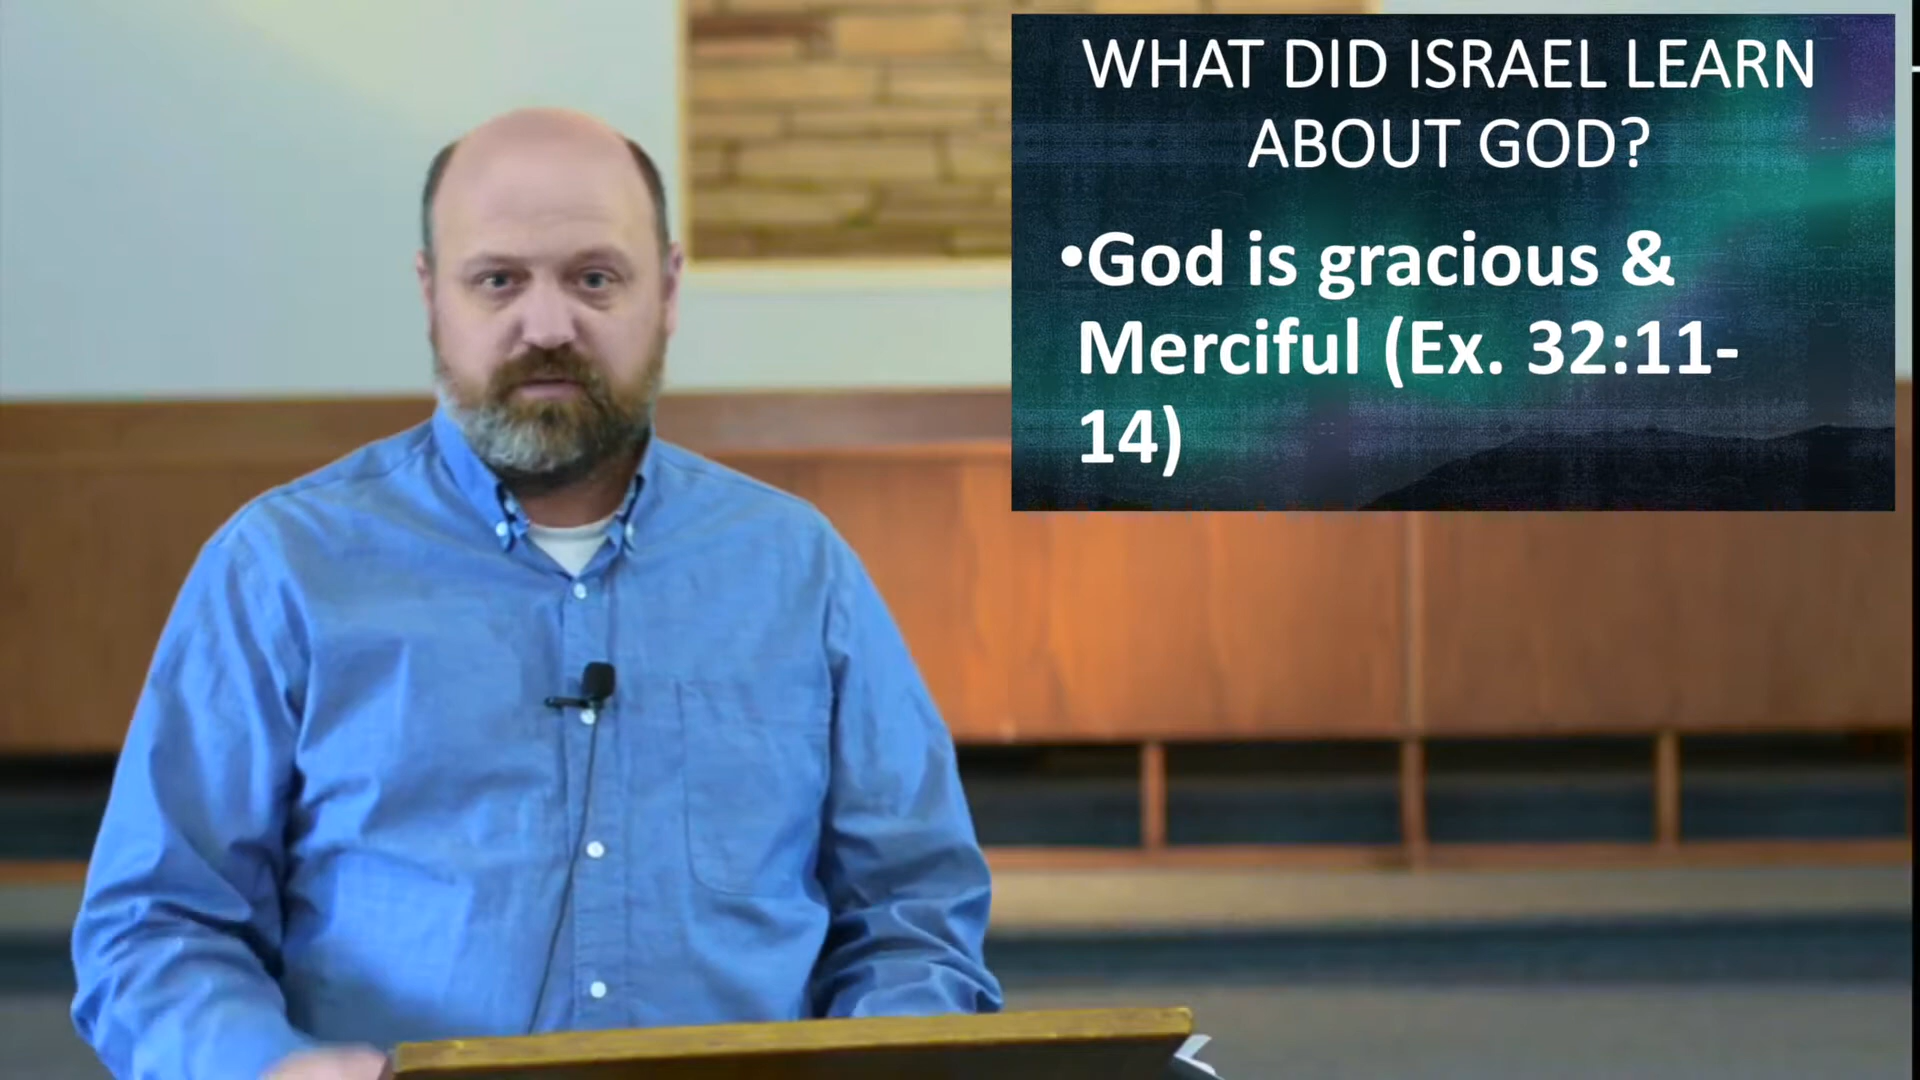 WHAT DID ISRAEL LEARN
ABOUT GOD?
•God is gracious &
Merciful (Ex. 32:11-
14)